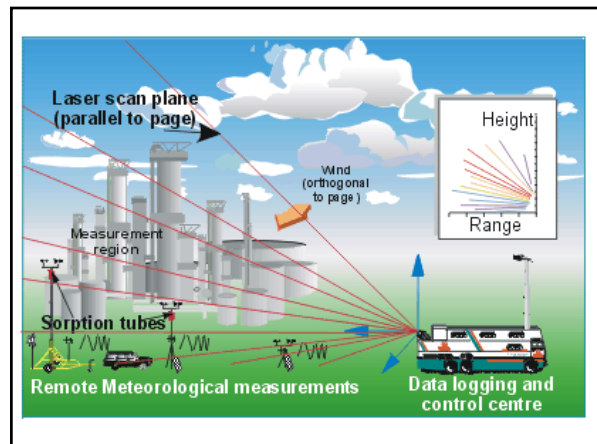 Laser scan plane
(parallel to page)
Height
Wind
(orthogonal
to page )
Range
Measurement
region
Sorption tubes
Remote Meteorological measurements
Data logging and
control centre